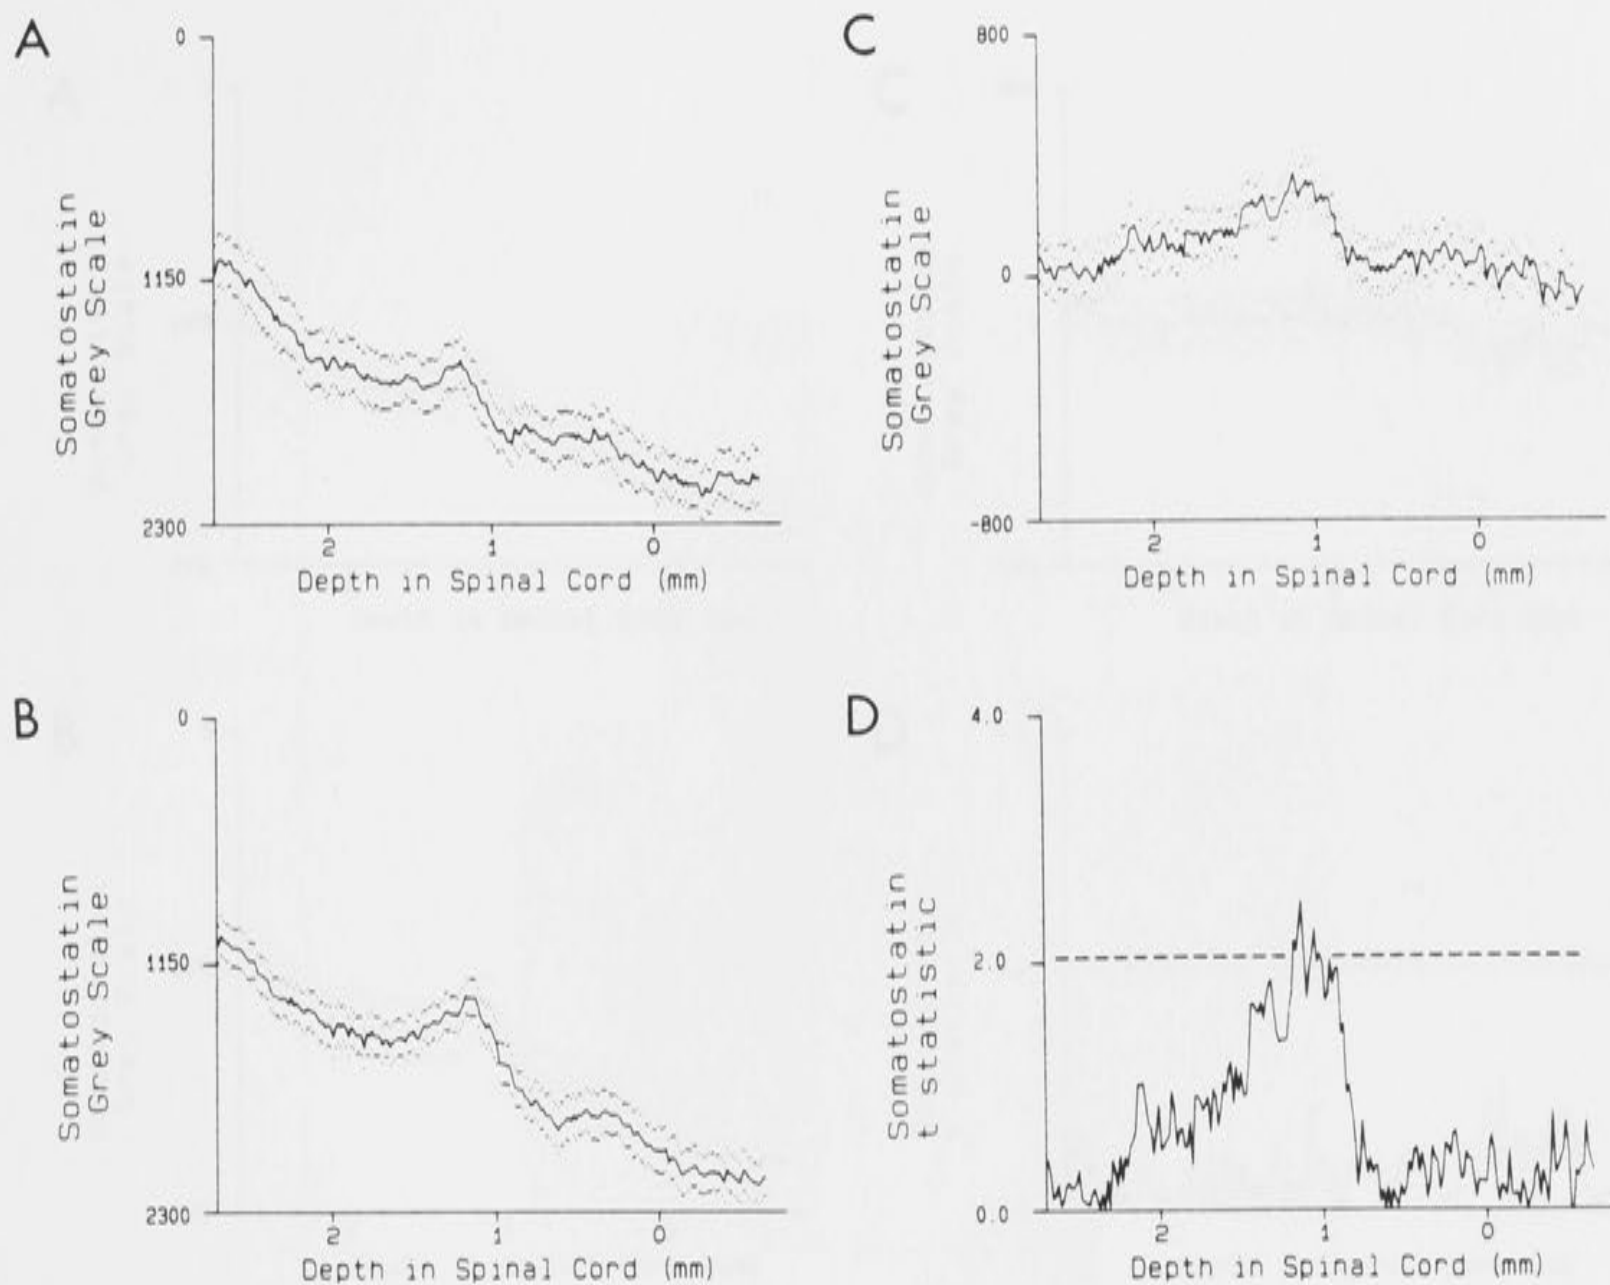 A
0
1150
2300
Somatostatin
Grey Scale
2 1 0
Depth in Spinal Cord (mm)
C
800
0
-800
Somatostatin
Grey Scale
2 1 0
Depth in Spinal Cord (mm)
B
0
1150
2300
Somatostatin
Grey Scale
2 1 0
Depth in Spinal Cord (mm)
D
4.0
2.0
0.0
Somatostatin
t statistic
2 1 0
Depth in Spinal Cord (mm)